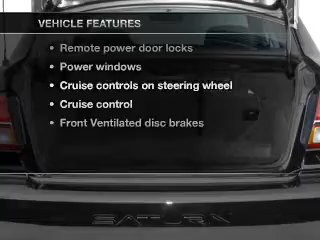 VEHICLE FEATURES
• Remote power door locks
• Power windows
• Cruise controls on steering wheel
• Cruise control
• Front Ventilated disc brakes
SATURN